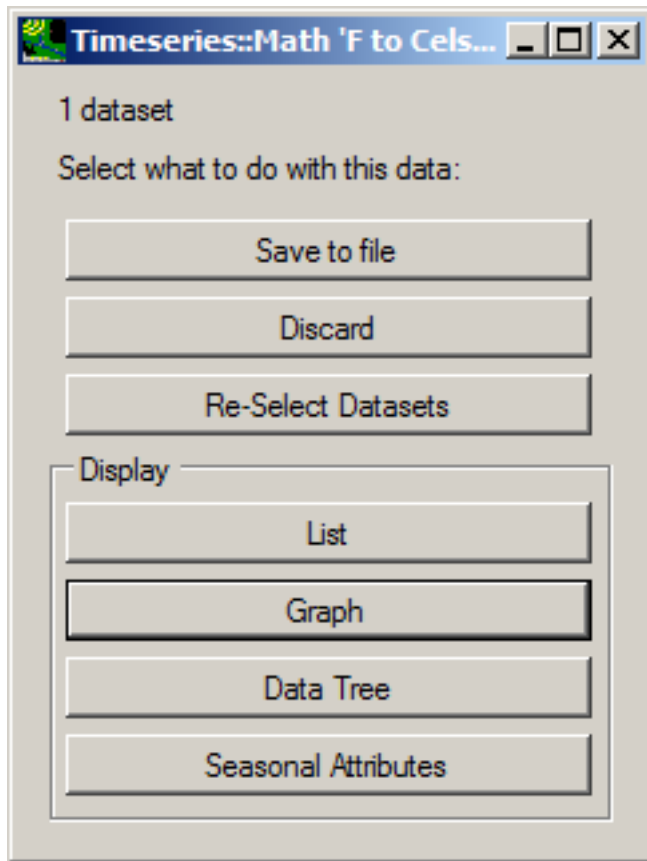 Timeseries::Math 'F to Cels...
1 dataset
Select what to do with this data:
Save to file
Discard
Re-Select Datasets
Display
List
Graph
Data Tree
Seasonal Attributes